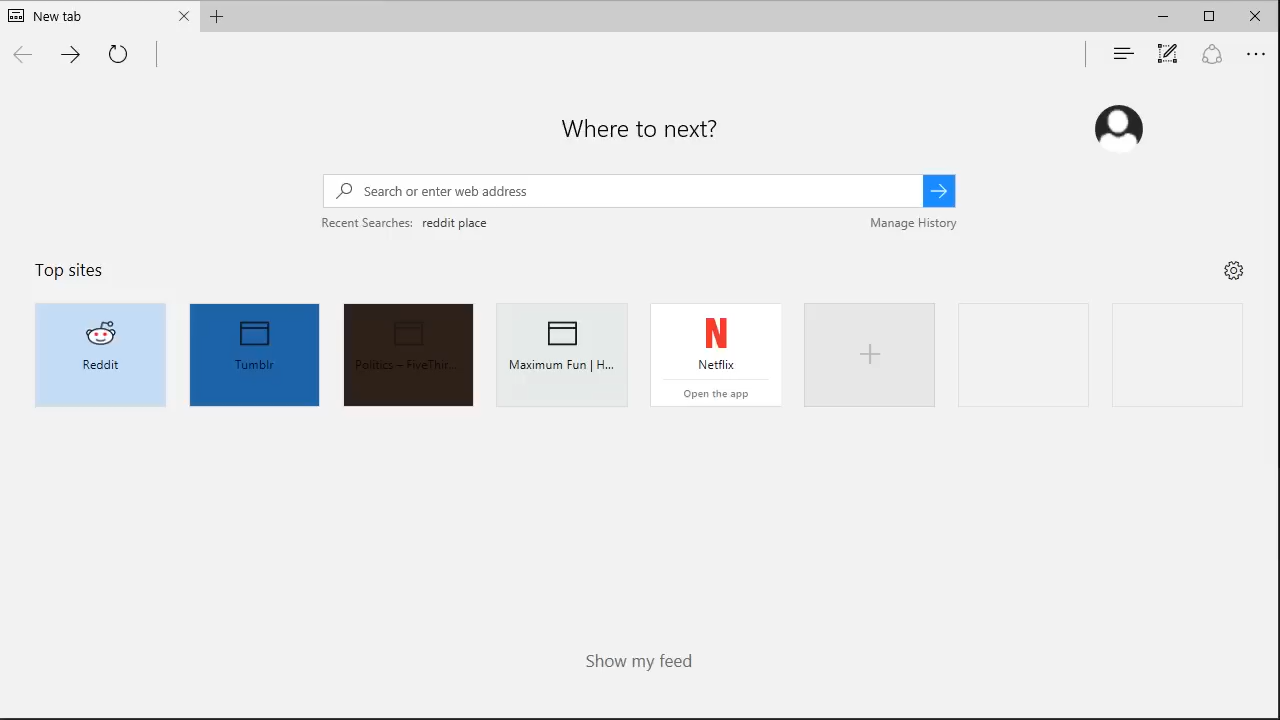 New tab
Where to next?
Search or enter web address
Recent Searches: reddit place
Manage History
Top sites
Reddit
Tumblr
Politics – FiveThir...
Maximum Fun | H...
Netflix
Open the app
Show my feed